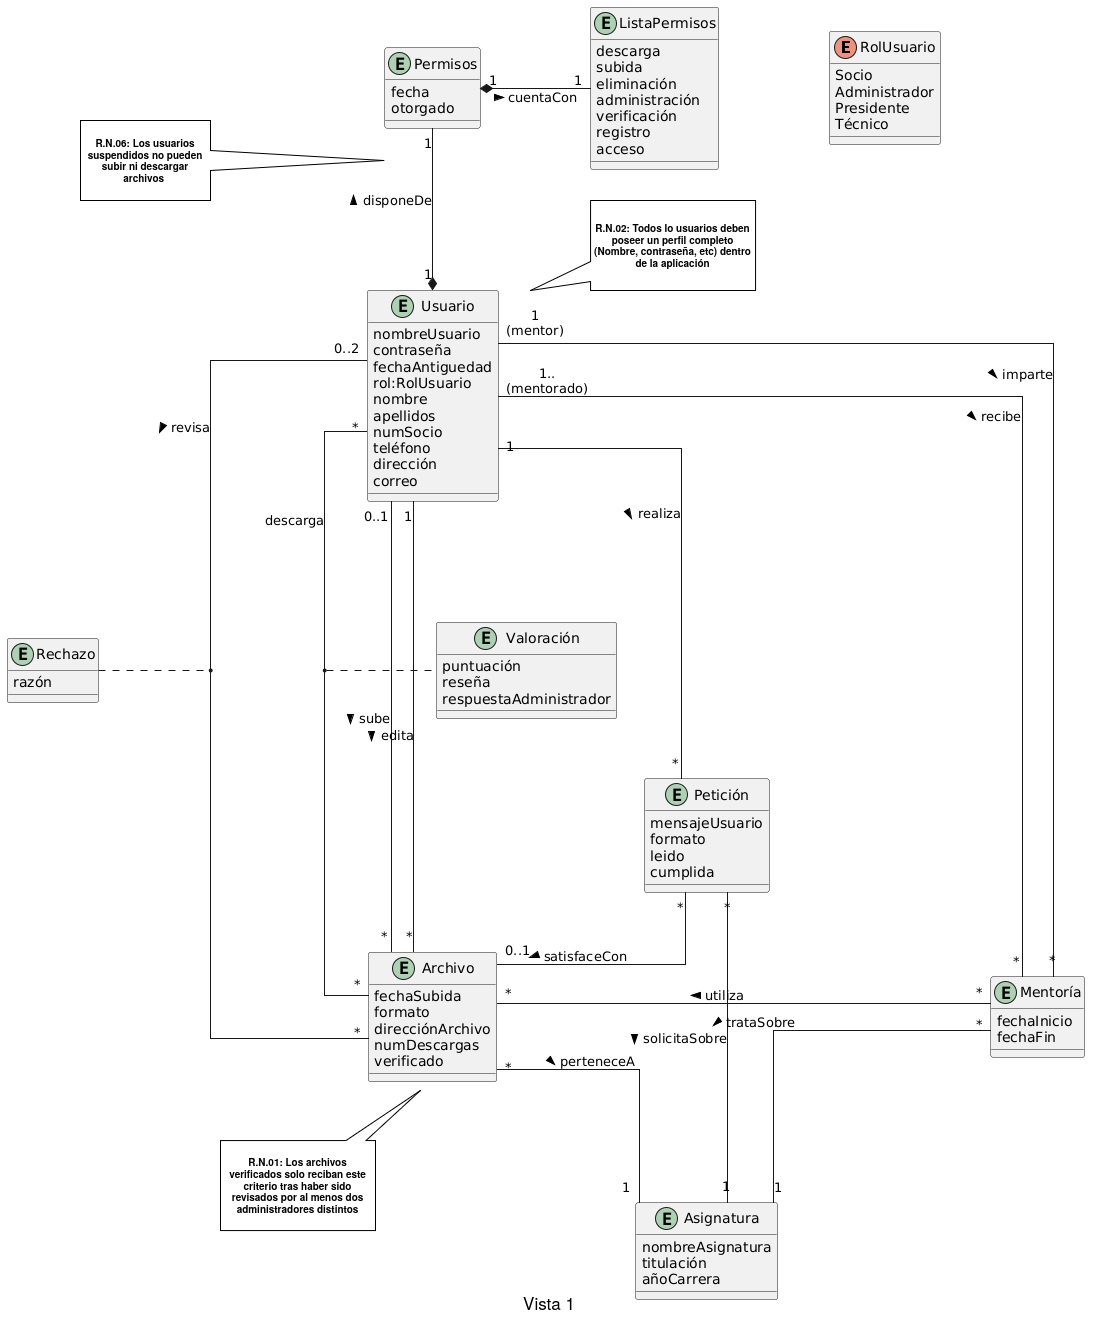 E ListaPermisos
descarga
subida
eliminación
administración
verificación
registro
acceso
E Permisos
fecha
otorgado
1
1
cuentaCon
E RolUsuario
Socio
Administrador
Presidente
Técnico
R.N.06: Los usuarios
suspendidos no pueden
subir ni descargar
archivos
1
disponeDe
1
R.N.02: Todos lo usuarios deben
poseer un perfil completo
(Nombre, contraseña, etc) dentro
de la aplicación
E Usuario
nombreUsuario
contraseña
fechaAntiguedad
rol:RolUsuario
nombre
apellidos
numSocio
teléfono
dirección
correo
1
(mentor)
imparte
1..
(mentorado)
recibe
0..2
revisa
*
descarga
1
realiza
0..1
1
E Rechazo
razón
E Valoración
puntuación
reseña
respuestaAdministrador
sube
edita
*
E Petición
mensajeUsuario
formato
leido
cumplida
*
*
*
*
0..1
satisfaceCon
*
*
E Archivo
fechaSubida
formato
direcciónArchivo
numDescargas
verificado
*
*
*
utiliza
*
E Mentoría
fechaInicio
fechaFin
*
trataSobre
solicitaSobre
*
perteneceA
R.N.01: Los archivos
verificados solo reciban este
criterio tras haber sido
revisados por al menos dos
administradores distintos
1
1
1
E Asignatura
nombreAsignatura
titulación
añoCarrera
Vista 1